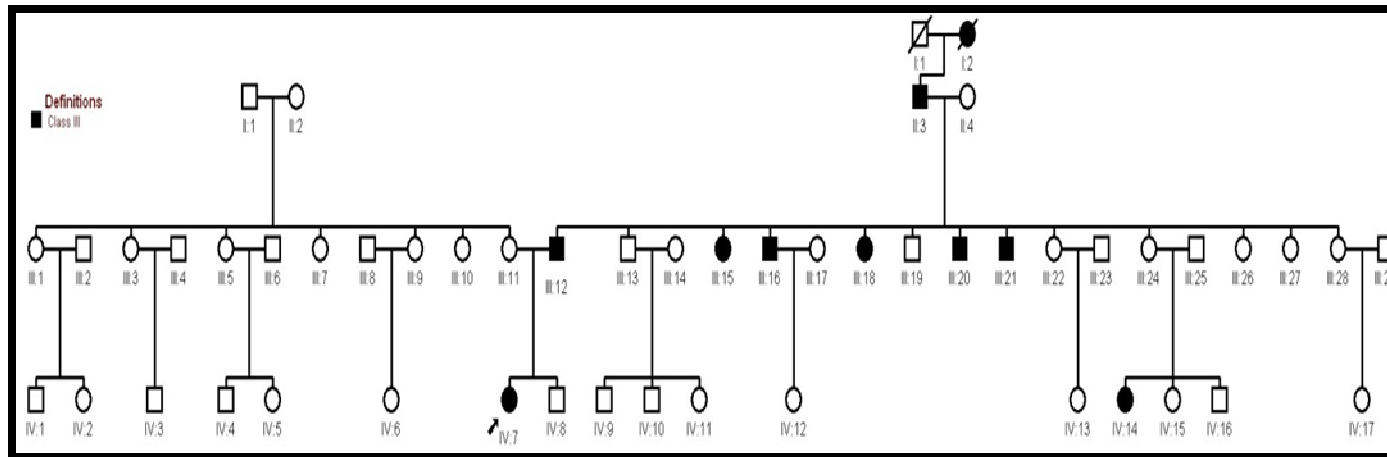 I:1 I:2
Definitions
Class III
II:1 II:2 II:3 II:4
III:1 III:2 III:3 III:4 III:5 III:6 III:7 III:8 III:9 III:10 III:11 III:12 III:13 III:14 III:15 III:16 III:17 III:18 III:19 III:20 III:21 III:22 III:23 III:24 III:25 III:26 III:27 III:28
IV:1 IV:2 IV:3 IV:4 IV:5 IV:6 IV:7 IV:8 IV:9 IV:10 IV:11 IV:12 IV:13 IV:14 IV:15 IV:16 IV:17